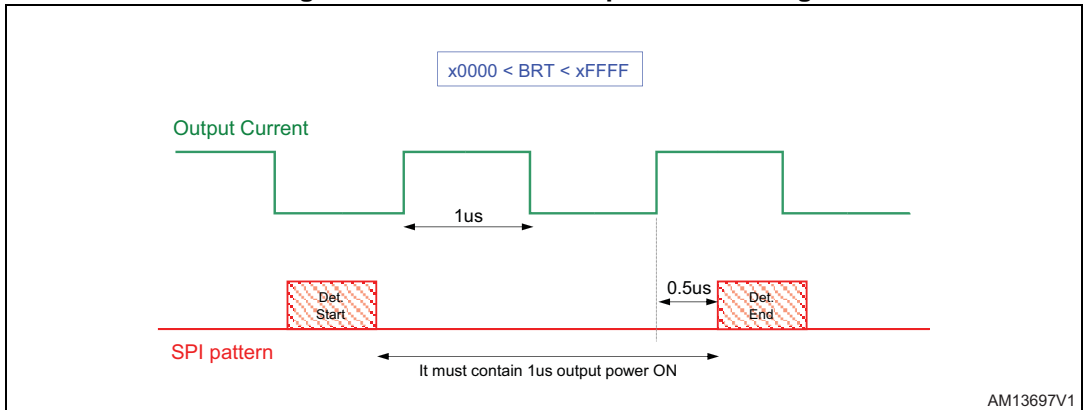 x0000 < BRT < xFFFF
Output Current
1us
0.5us
Det.
Start
Det.
End
SPI pattern
It must contain 1us output power ON
AM13697V1